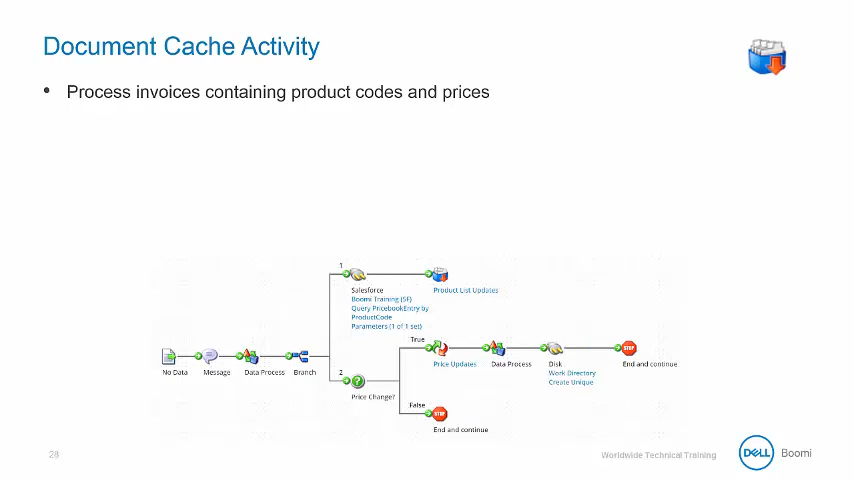 Document Cache Activity
• Process invoices containing product codes and prices
1
Salesforce
Boomi Training (SF)
Query PricebookEntry by
ProductCode
Parameters (1 of 1 set)
Product List Updates
No Data
Message
Data Process
Branch
2
Price Change?
True
Price Updates
Data Process
Disk
Work Directory
Create Unique
STOP
End and continue
False
STOP
End and continue
28
Worldwide Technical Training
DELL
Boomi